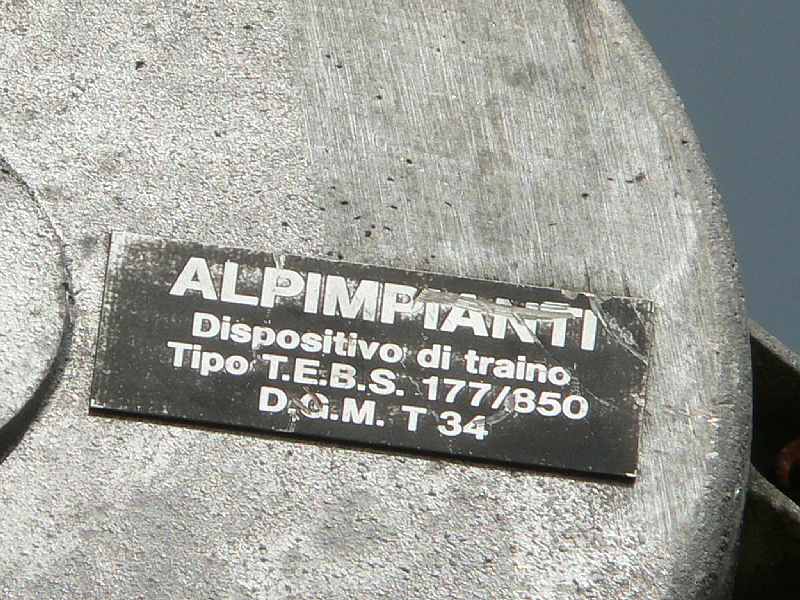 ALPIMPIANTI
Dispositivo di traino
Tipo T.E.B.S. 177/850
D.G.M. T 34